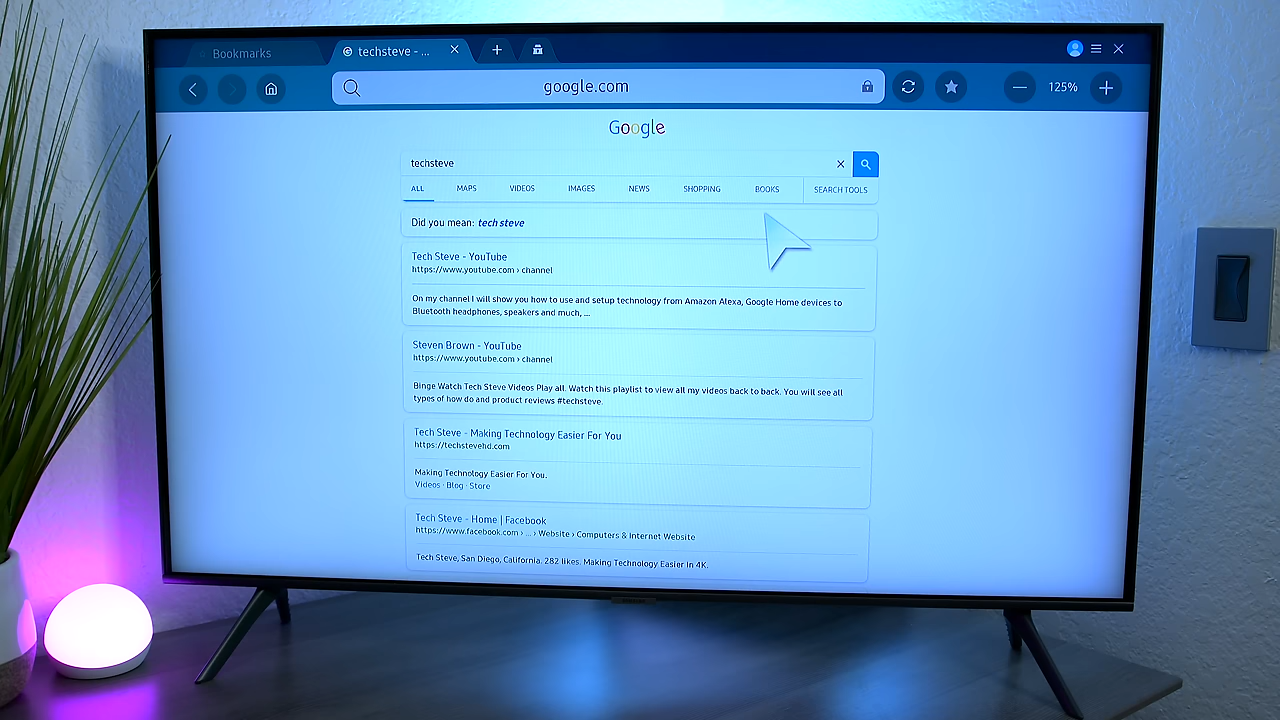 Bookmarks
techsteve - ...
google.com
125%
Google
techsteve
ALL MAPS VIDEOS IMAGES NEWS SHOPPING BOOKS SEARCH TOOLS
Did you mean: tech steve
Tech Steve - YouTube
https://www.youtube.com › channel
On my channel I will show you how to use and setup technology from Amazon Alexa, Google Home devices to
Bluetooth headphones, speakers and much, ...
Steven Brown - YouTube
https://www.youtube.com › channel
Binge Watch Tech Steve Videos Play all. Watch this playlist to view all my videos back to back. You will see all
types of how do and product reviews #techsteve.
Tech Steve - Making Technology Easier For You
https://techstevehd.com
Making Technology Easier For You.
Videos · Blog · Store
Tech Steve - Home | Facebook
https://www.facebook.com › ... › Website › Computers & Internet Website
Tech Steve, San Diego, California. 282 likes. Making Technology Easier in 4K.